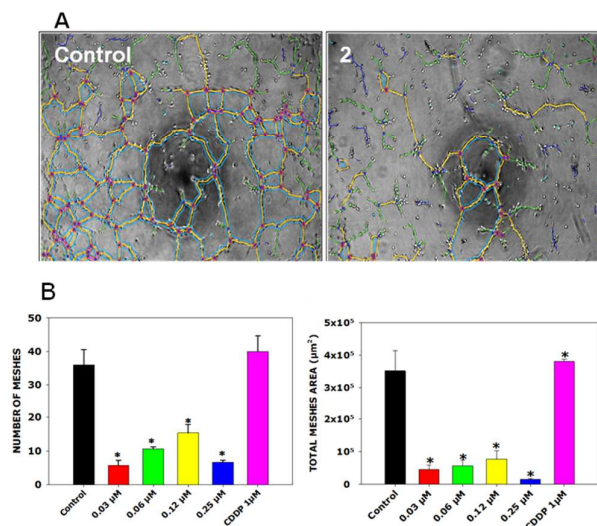 A
Control
2
B
NUMBER OF MESHES
50
40
30
20
10
0
Control
0.03 µM
0.06 µM
0.12 µM
0.25 µM
CDDP 1µM
*
*
*
*
TOTAL MESHES AREA (µm²)
5x10⁵
4x10⁵
3x10⁵
2x10⁵
10⁵
0
Control
0.03 µM
0.06 µM
0.12 µM
0.25 µM
CDDP 1µM
*
*
*
*
*